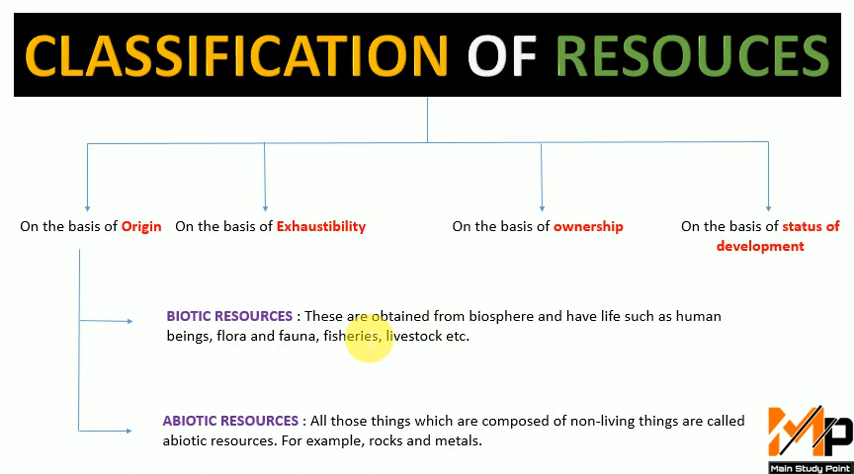 CLASSIFICATION OF RESOUCES
On the basis of Origin
On the basis of Exhaustibility
On the basis of ownership
On the basis of status of
development
BIOTIC RESOURCES : These are obtained from biosphere and have life such as human
beings, flora and fauna, fisheries, livestock etc.
ABIOTIC RESOURCES : All those things which are composed of non-living things are called
abiotic resources. For example, rocks and metals.
Mp
Main Study Point